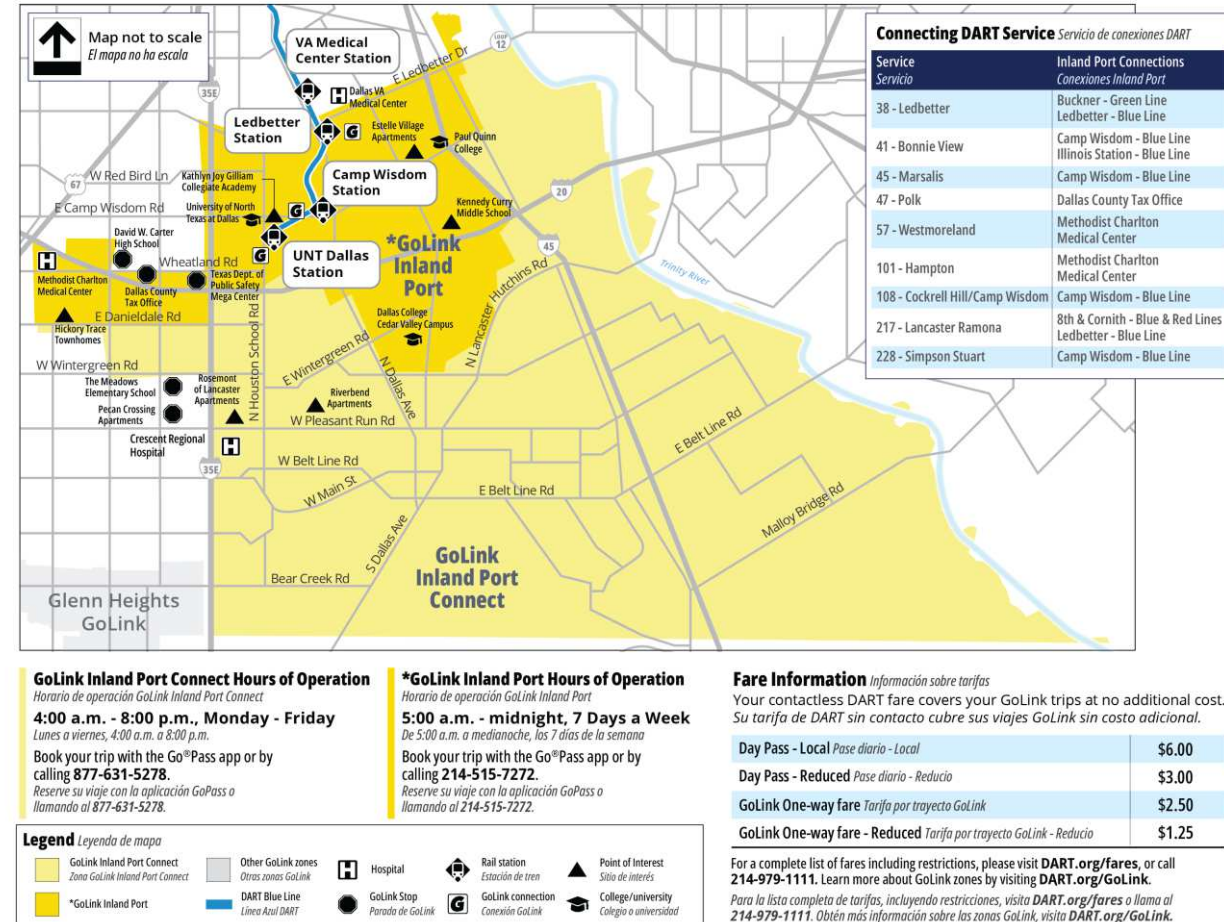 Map not to scale
El mapa no ha escala
VA Medical
Center Station
LOOP
12
E Ledbetter Dr
35E
Dallas VA
Medical Center
Ledbetter
Station
G
Estelle Village
Apartments
Paul Quinn
College
67
W Red Bird Ln
Kathlyn Joy Gilliam
Collegiate Academy
Camp Wisdom
Station
20
E Camp Wisdom Rd
University of North
Texas at Dallas
G
Kennedy Curry
Middle School
David W. Carter
High School
*GoLink
Inland
Port
45
H
Wheatland Rd
G
UNT Dallas
Station
Trinity River
Methodist Charlton
Medical Center
Dallas County
Tax Office
Texas Dept. of
Public Safety
Mega Center
N Lancaster Hutchins Rd
E Danieldale Rd
Hickory Trace
Townhomes
Dallas College
Cedar Valley Campus
N Houston School Rd
E Wintergreen Rd
N Dallas Ave
W Wintergreen Rd
The Meadows
Elementary School
Rosemont
of Lancaster
Apartments
Riverbend
Apartments
Pecan Crossing
Apartments
W Pleasant Run Rd
E Belt Line Rd
Crescent Regional
Hospital
H
35E
W Belt Line Rd
W Main St
E Belt Line Rd
Malloy Bridge Rd
S Dallas Ave
GoLink
Inland Port
Connect
Bear Creek Rd
Glenn Heights
GoLink
Connecting DART Service Servicio de conexiones DART
Service Inland Port Connections
Servicio Conexiones Inland Port
38 - Ledbetter Buckner - Green Line
Ledbetter - Blue Line
41 - Bonnie View Camp Wisdom - Blue Line
Illinois Station - Blue Line
45 - Marsalis Camp Wisdom - Blue Line
47 - Polk Dallas County Tax Office
57 - Westmoreland Methodist Charlton
Medical Center
101 - Hampton Methodist Charlton
Medical Center
108 - Cockrell Hill/Camp Wisdom Camp Wisdom - Blue Line
217 - Lancaster Ramona 8th & Cornith - Blue & Red Lines
Ledbetter - Blue Line
228 - Simpson Stuart Camp Wisdom - Blue Line
GoLink Inland Port Connect Hours of Operation
Horario de operación GoLink Inland Port Connect
4:00 a.m. - 8:00 p.m., Monday - Friday
Lunes a viernes, 4:00 a.m. a 8:00 p.m.
Book your trip with the Go®Pass app or by
calling 877-631-5278.
Reserve su viaje con la aplicación GoPass o
llamando al 877-631-5278.
*GoLink Inland Port Hours of Operation
Horario de operación GoLink Inland Port
5:00 a.m. - midnight, 7 Days a Week
De 5:00 a.m. a medianoche, los 7 días de la semana
Book your trip with the Go®Pass app or by
calling 214-515-7272.
Reserve su viaje con la aplicación GoPass o
llamando al 214-515-7272.
Fare Information Información sobre tarifas
Your contactless DART fare covers your GoLink trips at no additional cost.
Su tarifa de DART sin contacto cubre sus viajes GoLink sin costo adicional.
Day Pass - Local Pase diario - Local $6.00
Day Pass - Reduced Pase diario - Reducio $3.00
GoLink One-way fare Tarifa por trayecto GoLink $2.50
GoLink One-way fare - Reduced Tarifa por trayecto GoLink - Reducio $1.25
For a complete list of fares including restrictions, please visit DART.org/fares, or call
214-979-1111. Learn more about GoLink zones by visiting DART.org/GoLink.
Para la lista completa de tarifas, incluyendo restricciones, visita DART.org/fares o llama al
214-979-1111. Obtén más información sobre las zonas GoLink, visita DART.org/GoLink.
Legend Leyenda de mapa
GoLink Inland Port Connect
Zona GoLink Inland Port Connect
Other GoLink zones
Otras zonas GoLink
H Hospital
Rail station
Estación de tren
Point of Interest
Sitio de interés
*GoLink Inland Port
DART Blue Line
Línea Azul DART
GoLink Stop
Parada de GoLink
G GoLink connection
Conexión GoLink
College/university
Colegio o universidad